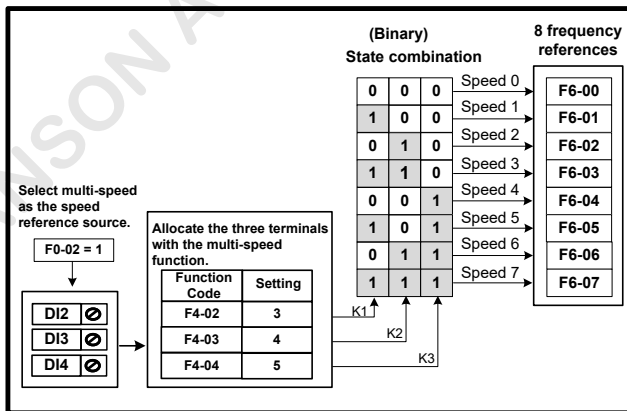 NSON A
(Binary)
State combination
8 frequency
references
0 0 0 Speed 0 F6-00
1 0 0 Speed 1 F6-01
0 1 0 Speed 2 F6-02
1 1 0 Speed 3 F6-03
0 0 1 Speed 4 F6-04
1 0 1 Speed 5 F6-05
0 1 1 Speed 6 F6-06
1 1 1 Speed 7 F6-07
Select multi-speed
as the speed
reference source.
F0-02 = 1
DI2
DI3
DI4
Allocate the three terminals
with the multi-speed
function.
Function
Code
Setting
F4-02 3
F4-03 4
F4-04 5
K1
K2
K3